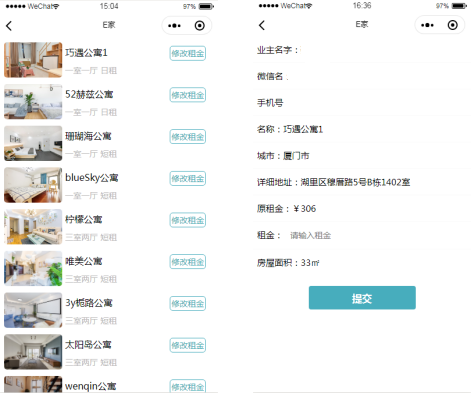 WeChat
15:04
97%
E家
巧遇公寓1
一室一厅 日租
修改租金
52赫兹公寓
一室一厅 日租
修改租金
珊瑚海公寓
一室一厅 短租
修改租金
blueSky公寓
一室一厅 短租
修改租金
柠檬公寓
三室两厅 短租
修改租金
唯美公寓
三室两厅 短租
修改租金
3y栀路公寓
三室两厅 短租
修改租金
太阳岛公寓
三室两厅 短租
修改租金
wenqin公寓
修改租金
WeChat
16:36
97%
E家
业主名字：
微信名
手机号
名称：巧遇公寓1
城市：厦门市
详细地址：湖里区穆厝路5号B栋1402室
原租金：￥306
租金： 请输入租金
房屋面积：33㎡
提交